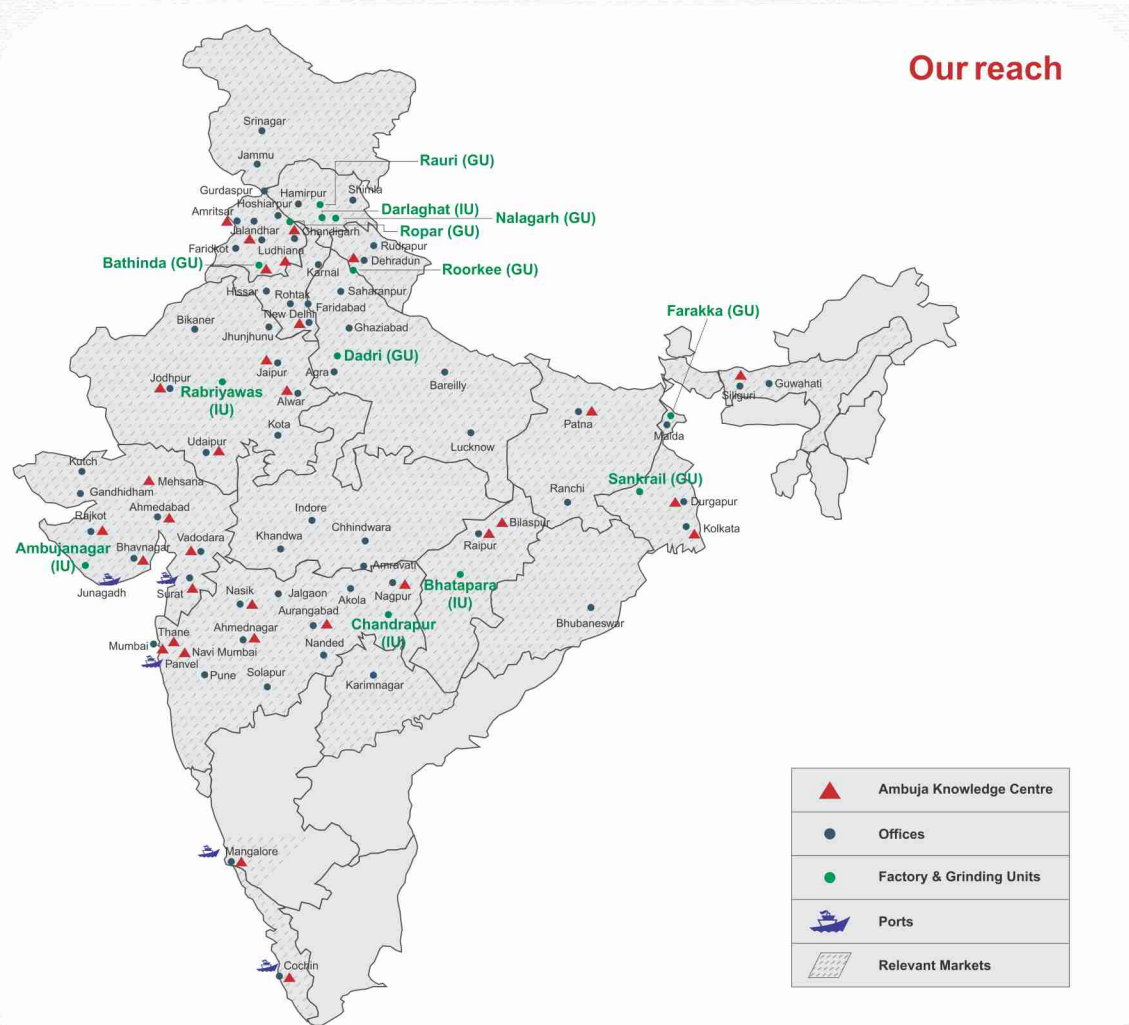 Our reach
Srinagar
Jammu
Rauri (GU)
Gurdaspur
Hamirpur
Shimla
Hoshiarpur
Darlaghat (IU)
Amritsar
Nalagarh (GU)
Jalandhar
Chandigarh
Ropar (GU)
Faridkot
Ludhiana
Rudrapur
Bathinda (GU)
Dehradun
Karnal
Roorkee (GU)
Hissar
Rohtak
Saharanpur
Faridabad
Farakka (GU)
Bikaner
New Delhi
Jhunjhunu
Ghaziabad
Dadri (GU)
Jodhpur
Jaipur
Agra
Bareilly
Rabriyawas
(IU)
Alwar
Siliguri
Guwahati
Kota
Patna
Malda
Udaipur
Lucknow
Kutch
Mehsana
Sankrail (GU)
Gandhidham
Ranchi
Durgapur
Rajkot
Ahmedabad
Indore
Bilaspur
Chhindwara
Kolkata
Ambujanagar
(IU)
Bhavnagar
Vadodara
Khandwa
Raipur
Amravati
Bhatapara
(IU)
Junagadh
Surat
Nasik
Jalgaon
Akola
Nagpur
Aurangabad
Chandrapur
(IU)
Bhubaneswar
Thane
Ahmednagar
Mumbai
Navi Mumbai
Nanded
Panvel
Pune
Solapur
Karimnagar
Mangalore
Cochin
Ambuja Knowledge Centre
Offices
Factory & Grinding Units
Ports
Relevant Markets